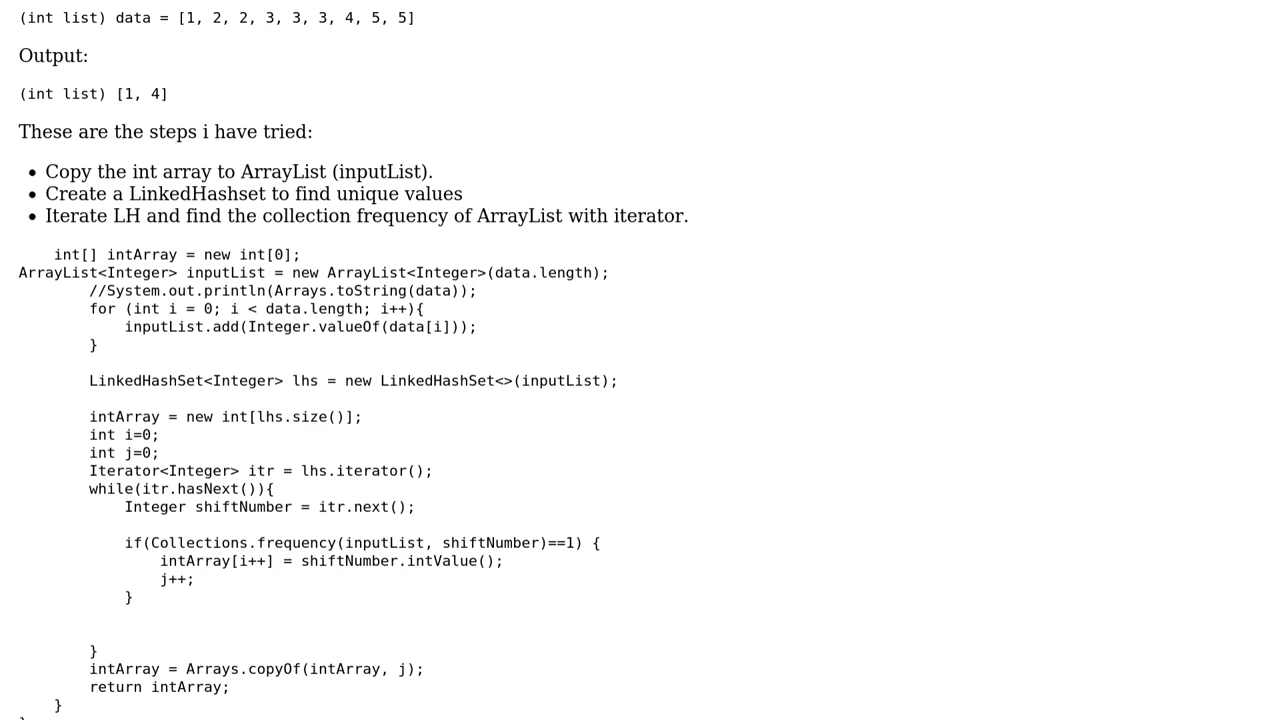 (int list) data = [1, 2, 2, 3, 3, 3, 4, 5, 5]
Output:
(int list) [1, 4]
These are the steps i have tried:
• Copy the int array to ArrayList (inputList).
• Create a LinkedHashset to find unique values
• Iterate LH and find the collection frequency of ArrayList with iterator.
    int[] intArray = new int[0];
ArrayList<Integer> inputList = new ArrayList<Integer>(data.length);
        //System.out.println(Arrays.toString(data));
        for (int i = 0; i < data.length; i++){
            inputList.add(Integer.valueOf(data[i]));
        }
        LinkedHashSet<Integer> lhs = new LinkedHashSet<>(inputList);
        intArray = new int[lhs.size()];
        int i=0;
        int j=0;
        Iterator<Integer> itr = lhs.iterator();
        while(itr.hasNext()){
            Integer shiftNumber = itr.next();
            if(Collections.frequency(inputList, shiftNumber)==1) {
                intArray[i++] = shiftNumber.intValue();
                j++;
            }
        }
        intArray = Arrays.copyOf(intArray, j);
        return intArray;
    }